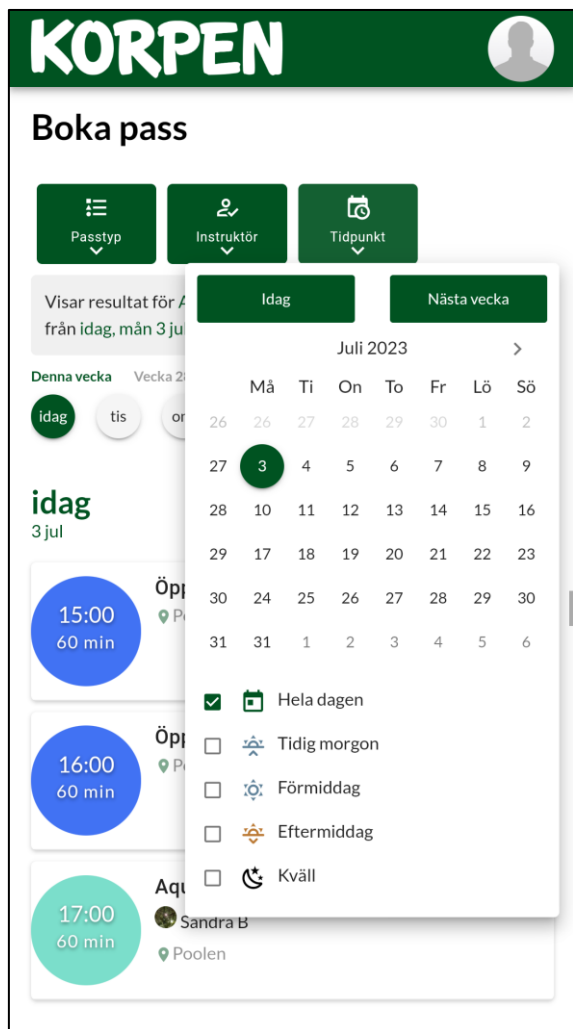 KORPEN
Boka pass
Passtyp
Instruktör
Tidpunkt
Visar resultat för
från idag, mån 3 jul
Denna vecka Vecka 28
idag tis
idag
3 jul
15:00
60 min
16:00
60 min
17:00
60 min
Sandra B
Poolen
Idag Nästa vecka
Juli 2023
Må Ti On To Fr Lö Sö
26 26 27 28 29 30 1 2
27 3 4 5 6 7 8 9
28 10 11 12 13 14 15 16
29 17 18 19 20 21 22 23
30 24 25 26 27 28 29 30
31 31 1 2 3 4 5 6
Hela dagen
Tidig morgon
Förmiddag
Eftermiddag
Kväll